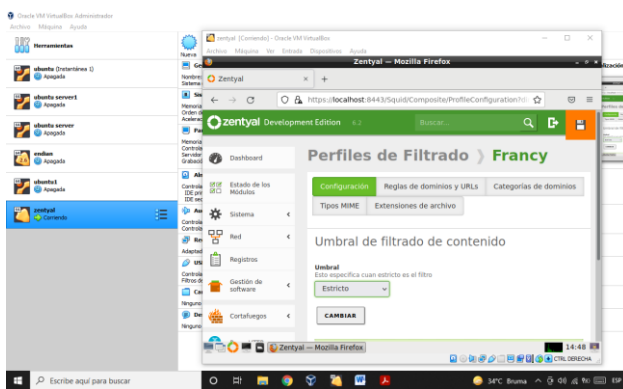 Oracle VM VirtualBox Administrador
Archivo Máquina Ayuda
Herramientas
ubuntu (Instantánea 1)
Apagada
ubuntu server1
Apagada
ubuntu server
Apagada
endian
Apagada
ubuntu1
Apagada
zentyal
Corriendo
Nueva
zentyal [Corriendo] - Oracle VM VirtualBox
Archivo Máquina Ver Entrada Dispositivos Ayuda
Zentyal — Mozilla Firefox
Zentyal
https://localhost:8443/Squid/Composite/ProfileConfiguration?di
zentyal Development Edition 6.2
Buscar...
Dashboard
Estado de los
Módulos
Sistema
Red
Registros
Gestión de
software
Cortafuegos
Perfiles de Filtrado Francy
Configuración Reglas de dominios y URLs Categorías de dominios
Tipos MIME Extensiones de archivo
Umbral de filtrado de contenido
Umbral
Esto especifica cuan estricto es el filtro
Estricto
CAMBIAR
Zentyal — Mozilla Firefox
14:48
CTRL DERECHA
Escribe aquí para buscar
34°C Bruma
ESP